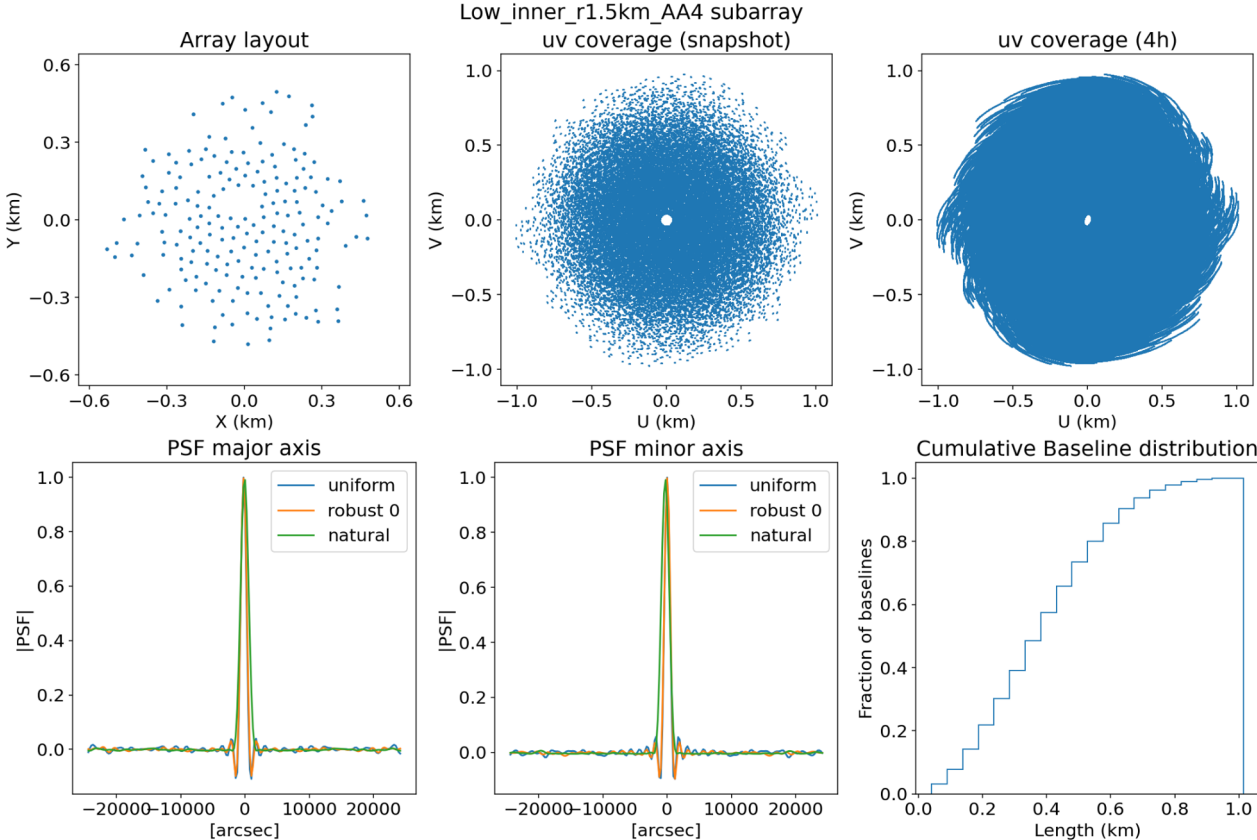 Low_inner_r1.5km_AA4 subarray
Array layout
0.6
0.3
0.0
−0.3
−0.6
Y (km)
−0.6 −0.3 0.0 0.3 0.6
X (km)
uv coverage (snapshot)
1.0
0.5
0.0
−0.5
−1.0
V (km)
−1.0 −0.5 0.0 0.5 1.0
U (km)
uv coverage (4h)
1.0
0.5
0.0
−0.5
−1.0
V (km)
−1.0 −0.5 0.0 0.5 1.0
U (km)
PSF major axis
1.0
0.8
0.6
0.4
0.2
0.0
|PSF|
uniform
robust 0
natural
−20000 −10000 0 10000 20000
[arcsec]
PSF minor axis
1.0
0.8
0.6
0.4
0.2
0.0
|PSF|
uniform
robust 0
natural
−20000 −10000 0 10000 20000
[arcsec]
Cumulative Baseline distribution
1.0
0.8
0.6
0.4
0.2
0.0
Fraction of baselines
0.0 0.2 0.4 0.6 0.8 1.0
Length (km)